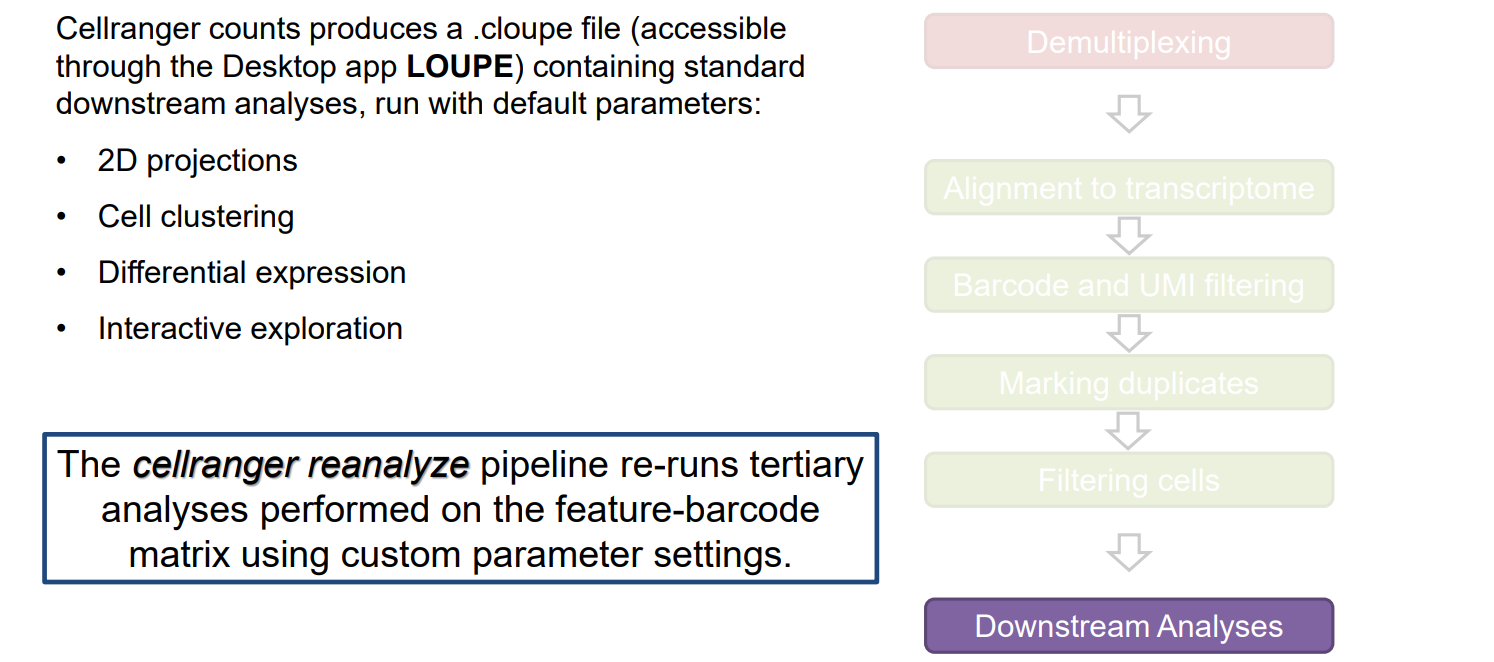 Cellranger counts produces a .cloupe file (accessible
through the Desktop app LOUPE) containing standard
downstream analyses, run with default parameters:
• 2D projections
• Cell clustering
• Differential expression
• Interactive exploration
The cellranger reanalyze pipeline re-runs tertiary
analyses performed on the feature-barcode
matrix using custom parameter settings.
Demultiplexing
Alignment to transcriptome
Barcode and UMI filtering
Marking duplicates
Filtering cells
Downstream Analyses